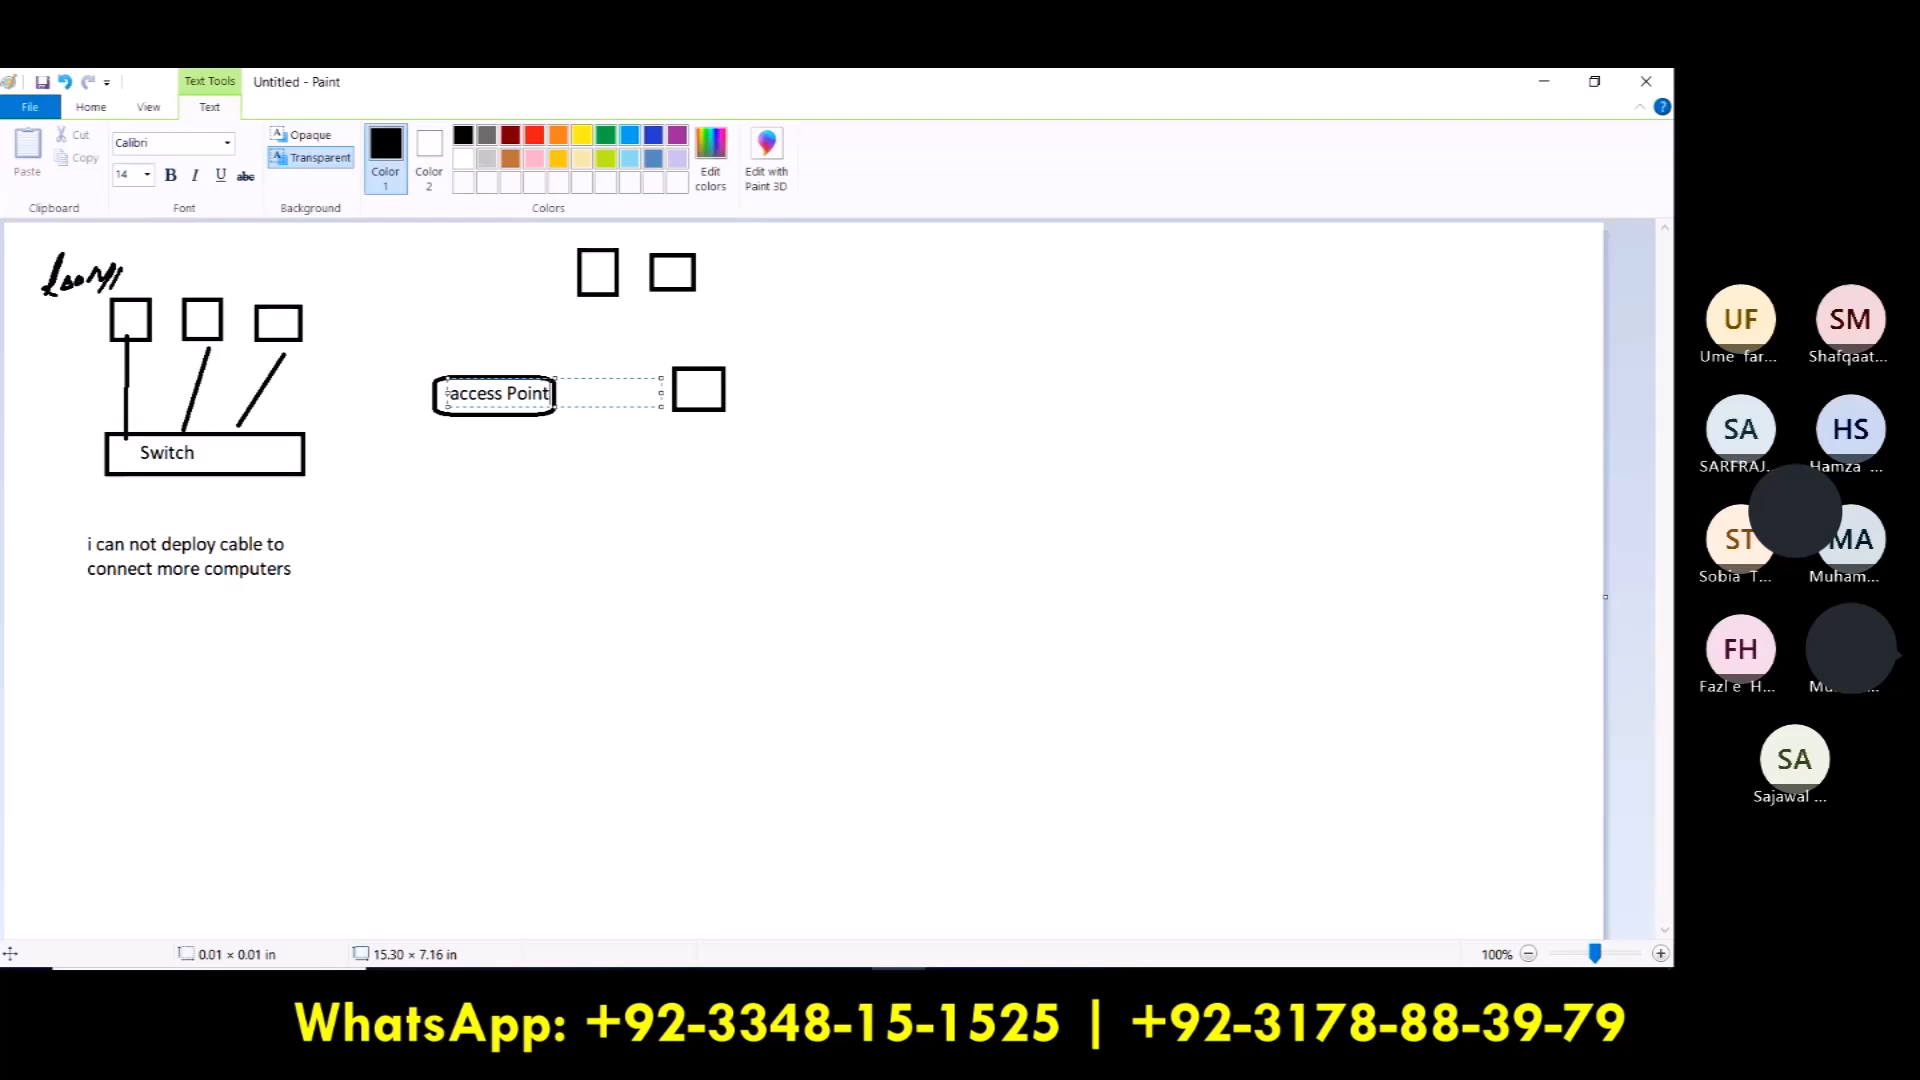 Text Tools
Untitled - Paint
File
Home
View
Text
Paste
Cut
Copy
Clipboard
Calibri
14
B I U abc
Font
Opaque
Transparent
Background
Color 1
Color 2
Edit colors
Colors
Edit with Paint 3D
access Point
Switch
i can not deploy cable to
connect more computers
0.01 × 0.01 in
15.30 × 7.16 in
100%
UF
Ume far...
SM
Shafqaat...
SA
SARFRAJ...
HS
Hamza ...
ST
Sobia T...
MA
Muham...
FH
Fazl e H...
SA
Sajawal ...
WhatsApp: +92-3348-15-1525 | +92-3178-88-39-79